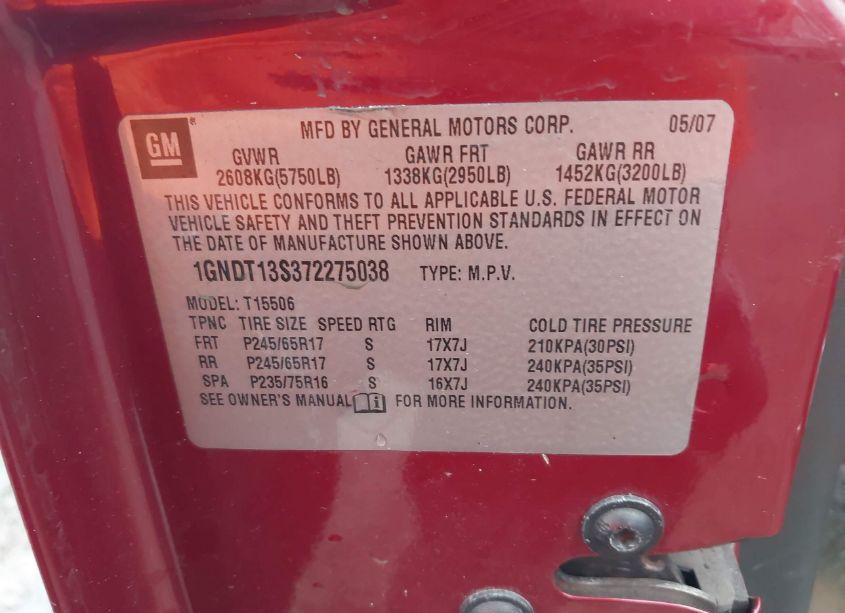 GM ® MFD BY GENERAL MOTORS CORP. 05/07
GVWR GAWR FRT GAWR RR
2608KG(5750LB) 1338KG(2950LB) 1452KG(3200LB)
THIS VEHICLE CONFORMS TO ALL APPLICABLE U.S. FEDERAL MOTOR
VEHICLE SAFETY AND THEFT PREVENTION STANDARDS IN EFFECT ON
THE DATE OF MANUFACTURE SHOWN ABOVE.
1GNDT13S372275038 TYPE: M.P.V.
MODEL: T15506
TPNC TIRE SIZE SPEED RTG RIM COLD TIRE PRESSURE
FRT P245/65R17 S 17X7J 210KPA(30PSI)
RR P245/65R17 S 17X7J 240KPA(35PSI)
SPA P235/75R16 S 16X7J 240KPA(35PSI)
SEE OWNER'S MANUAL FOR MORE INFORMATION.